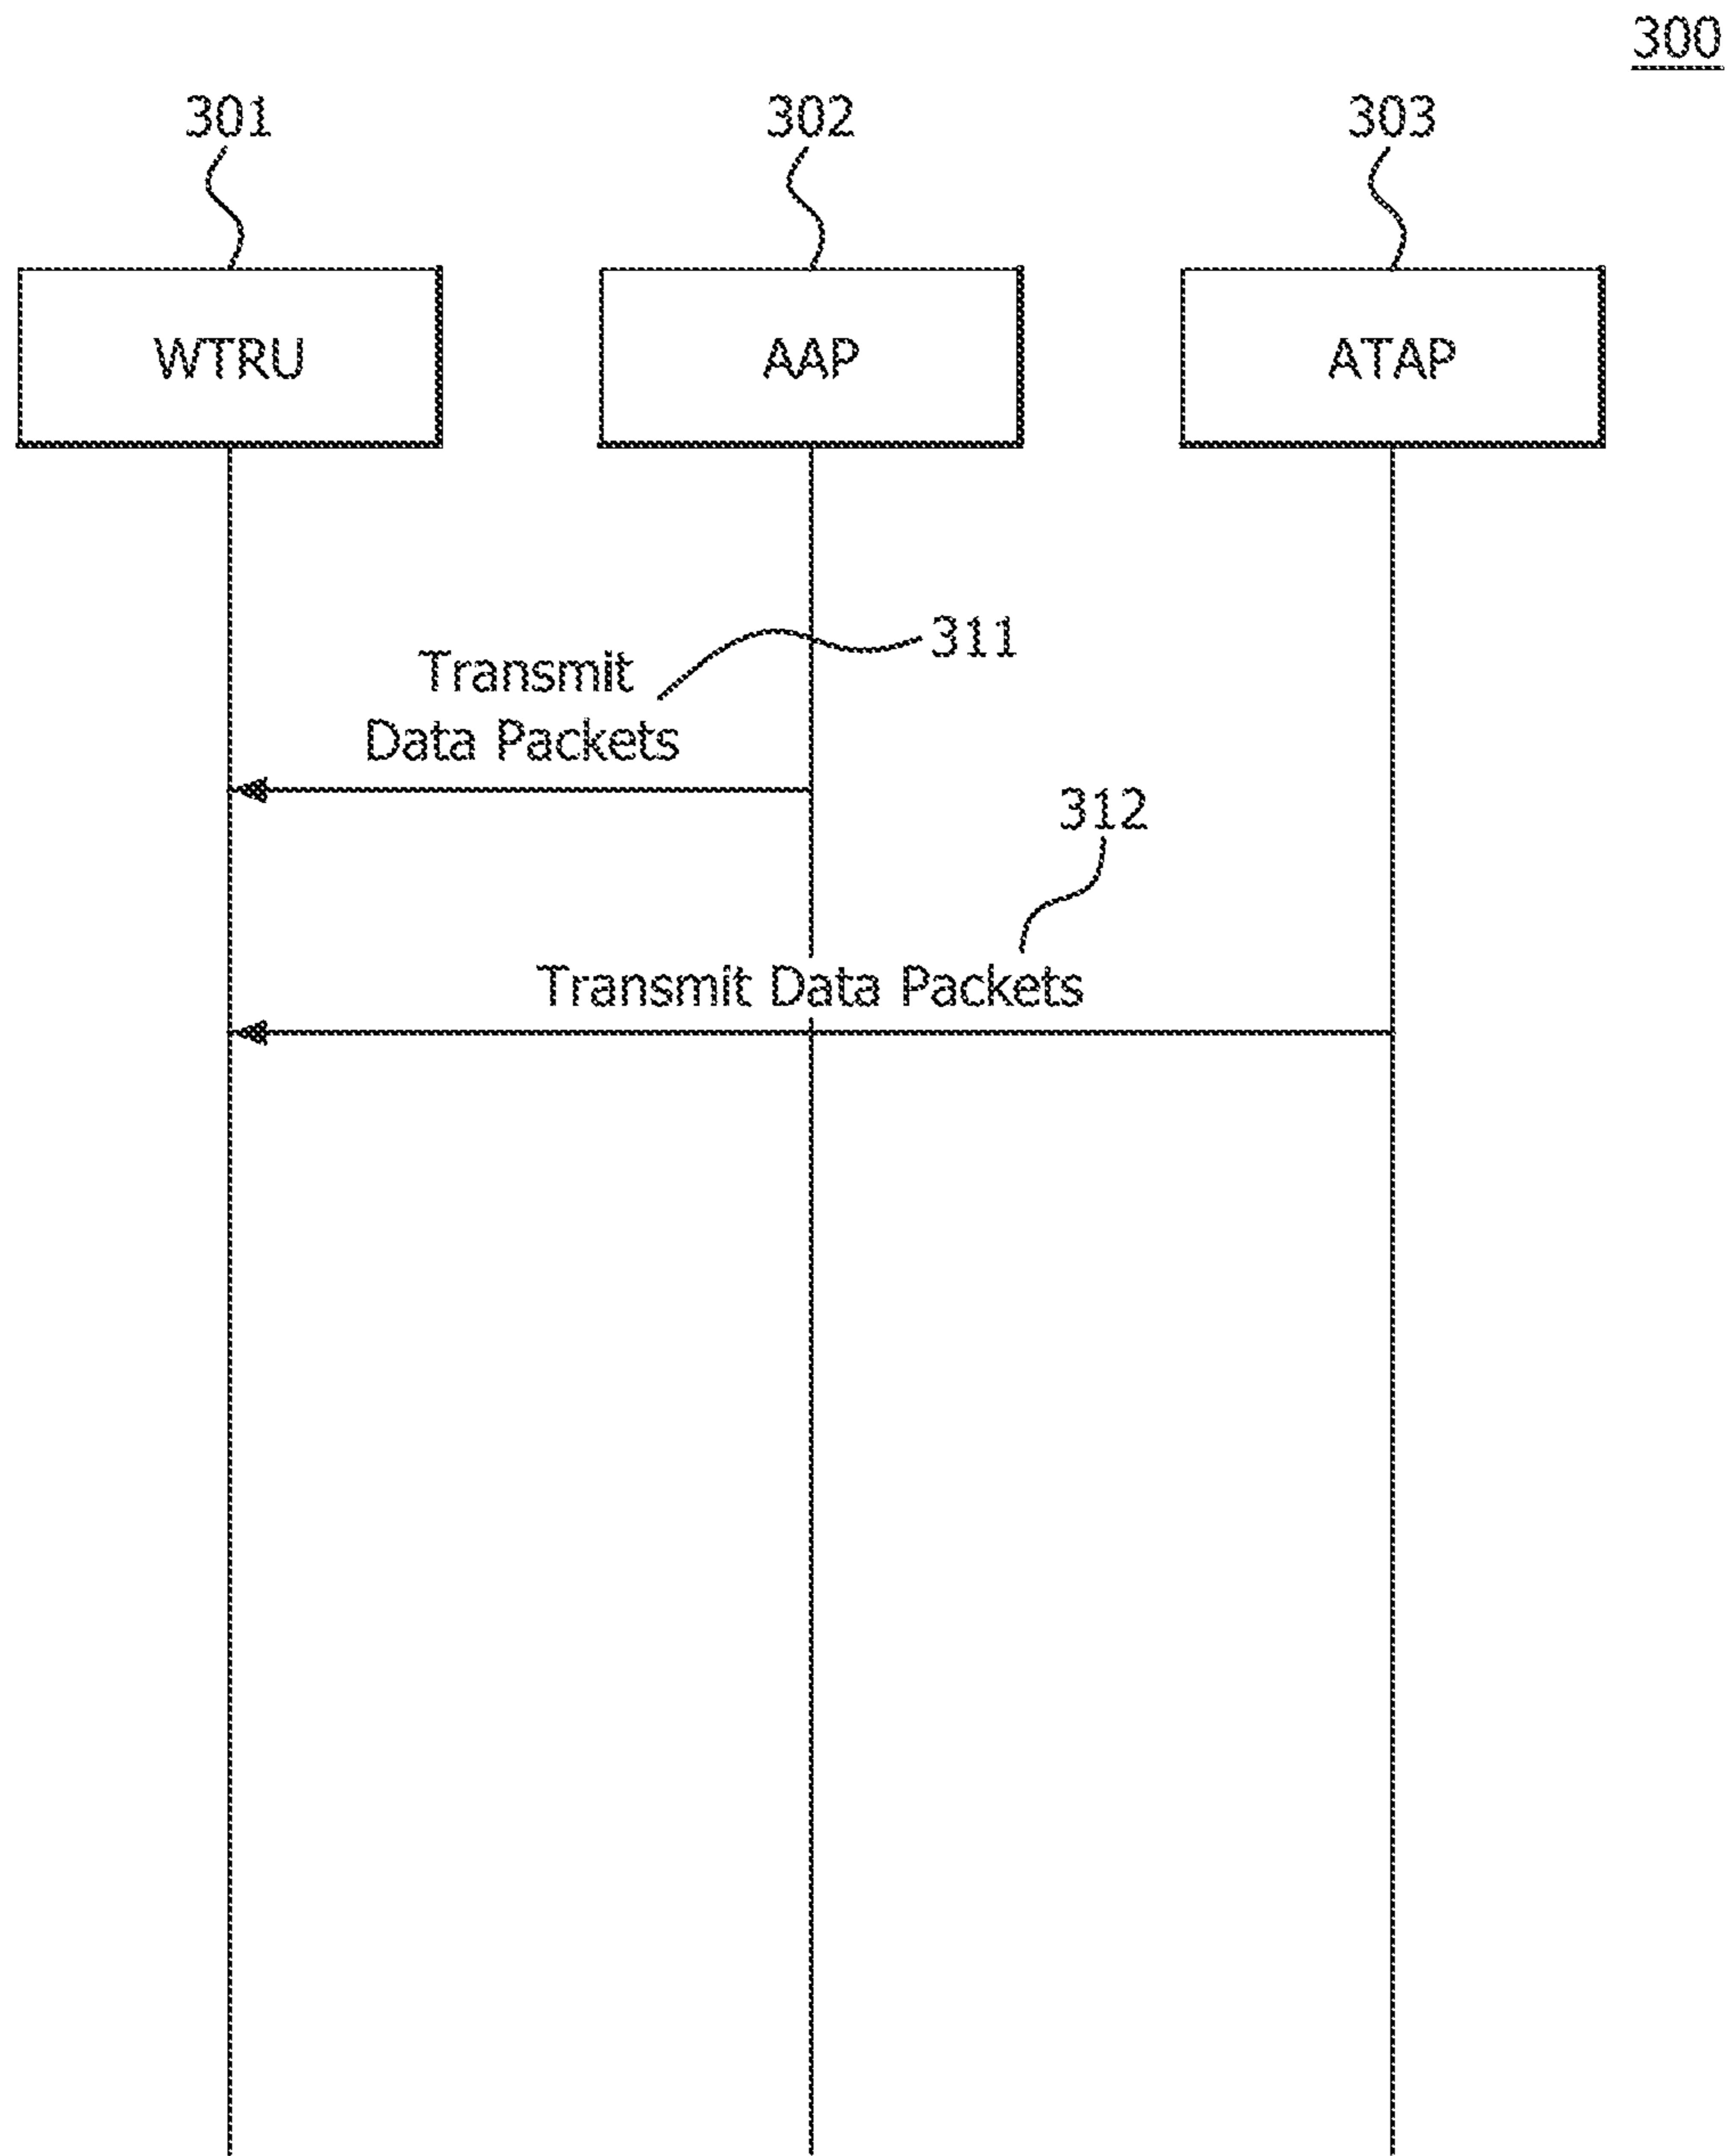 300
301
302
303
WTRU
AAP
ATAP
311
Transmit
Data Packets
312
Transmit Data Packets